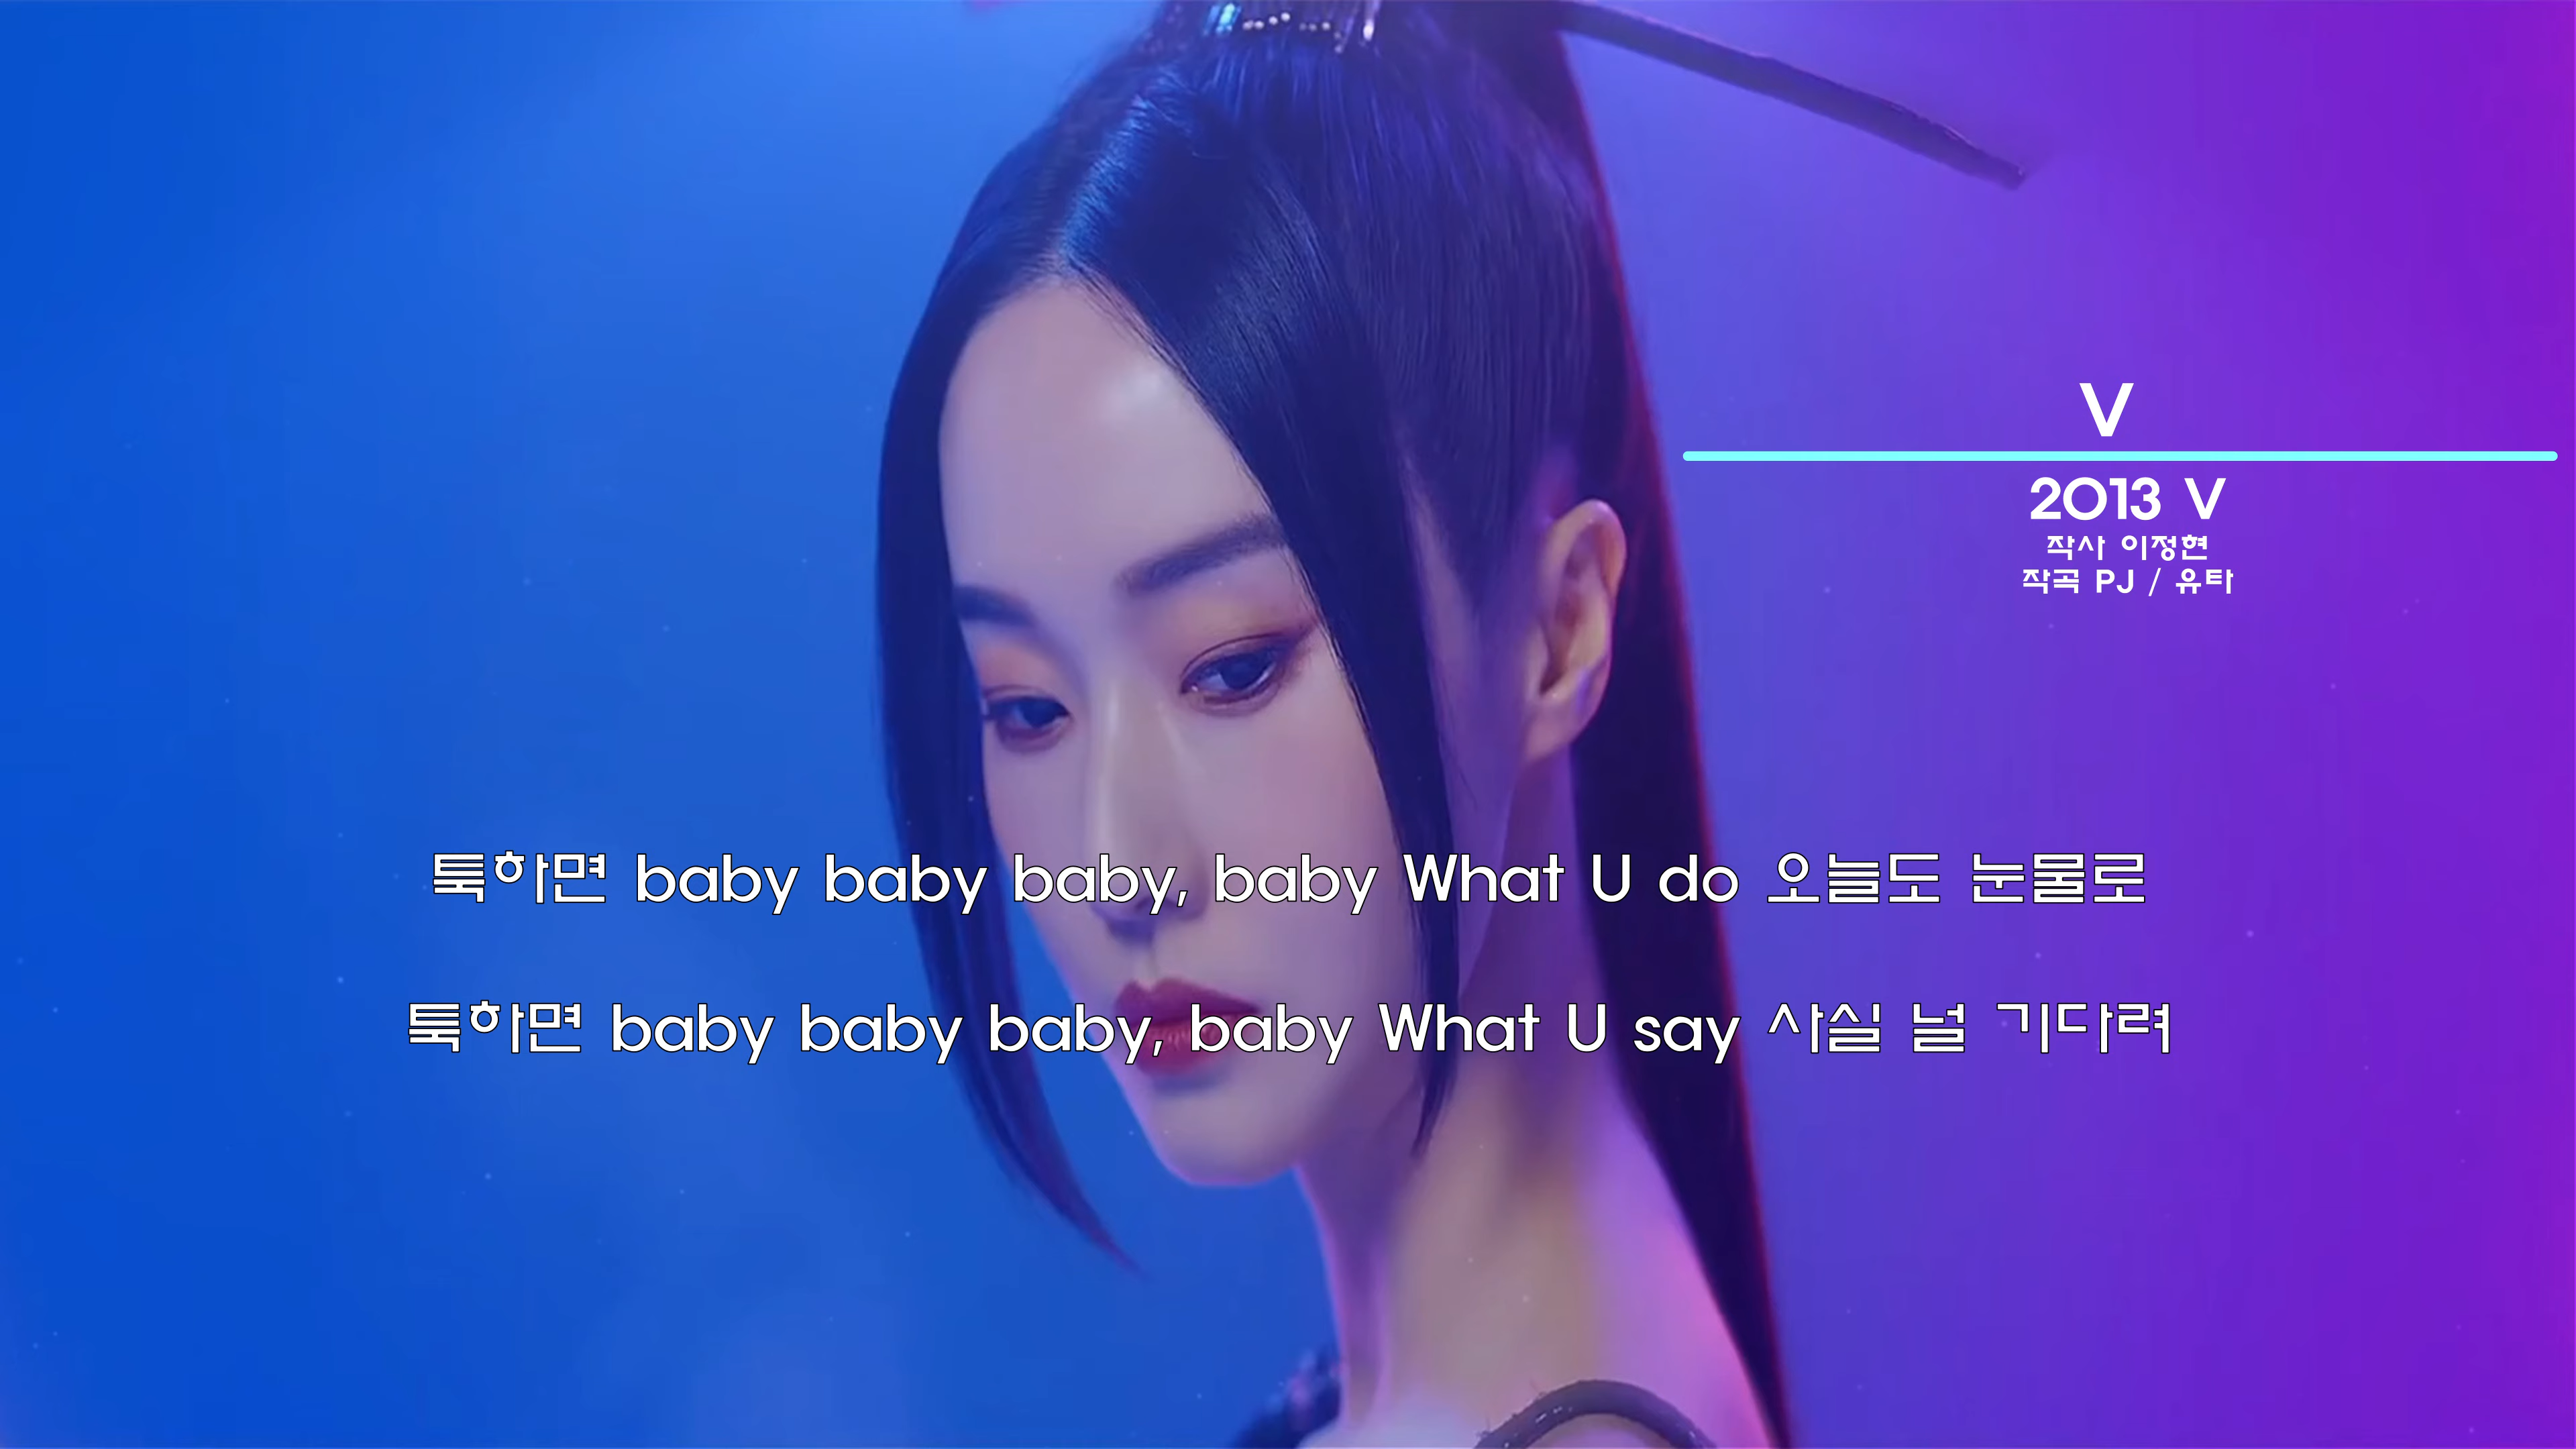 V
2013 V
작사 이정현
작곡 PJ / 유타
툭하면 baby baby baby, baby What U do 오늘도 눈물로
툭하면 baby baby baby, baby What U say 사실 널 기다려